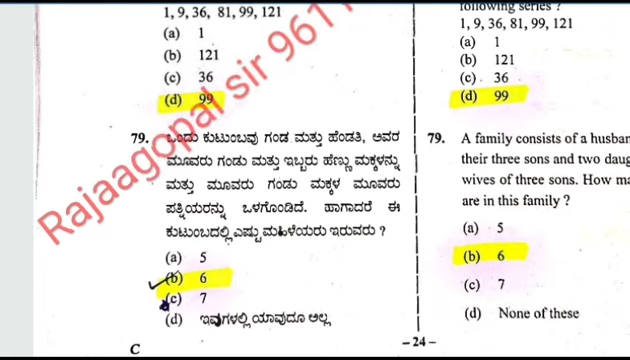 1, 9, 36, 81, 99, 121
(a) 1
(b) 121
(c) 36
(d) 99
79. ಒಂದು ಕುಟುಂಬವು ಗಂಡ ಮತ್ತು ಹೆಂಡತಿ, ಅವರ
ಮೂವರು ಗಂಡು ಮತ್ತು ಇಬ್ಬರು ಹೆಣ್ಣು ಮಕ್ಕಳನ್ನು
ಮತ್ತು ಮೂವರು ಗಂಡು ಮಕ್ಕಳ ಮೂವರು
ಪತ್ನಿಯರನ್ನು ಒಳಗೊಂಡಿದೆ. ಹಾಗಾದರೆ ಈ
ಕುಟುಂಬದಲ್ಲಿ ಎಷ್ಟು ಮಹಿಳೆಯರು ಇರುವರು ?
(a) 5
(b) 6
(c) 7
(d) ಇವುಗಳಲ್ಲಿ ಯಾವುದೂ ಅಲ್ಲ
C
following series ?
1, 9, 36, 81, 99, 121
(a) 1
(b) 121
(c) 36
(d) 99
79. A family consists of a
their three sons and two
wives of three sons. How
are in this family ?
(a) 5
(b) 6
(c) 7
(d) None of these
– 24 –
Rajaagopal sir 961